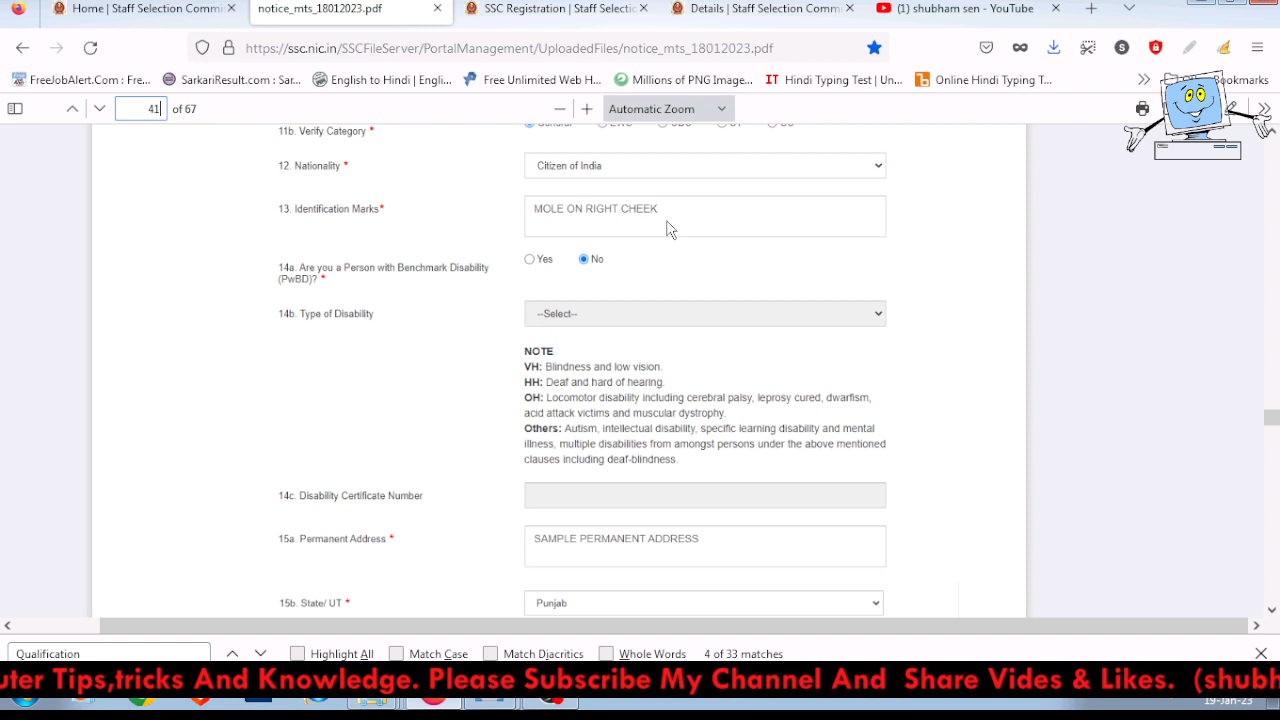 Home | Staff Selection Commi
notice_mts_18012023.pdf
SSC Registration | Staff Selectic
Details | Staff Selection Commis
(1) shubham sen - YouTube
https://ssc.nic.in/SSCFileServer/PortalManagement/UploadedFiles/notice_mts_18012023.pdf
FreeJobAlert.Com : Fre...
SarkariResult.com : Sar...
English to Hindi | Engli...
Free Unlimited Web H...
Millions of PNG Image...
Hindi Typing Test | Un...
Online Hindi Typing T...
Bookmarks
41 of 67
Automatic Zoom
11b. Verify Category *
12. Nationality *
Citizen of India
13. Identification Marks*
MOLE ON RIGHT CHEEK
14a. Are you a Person with Benchmark Disability
(PwBD)? *
Yes
No
14b. Type of Disability
--Select--
NOTE
VH: Blindness and low vision.
HH: Deaf and hard of hearing.
OH: Locomotor disability including cerebral palsy, leprosy cured, dwarfism,
acid attack victims and muscular dystrophy.
Others: Autism, intellectual disability, specific learning disability and mental
illness, multiple disabilities from amongst persons under the above mentioned
clauses including deaf-blindness.
14c. Disability Certificate Number
15a. Permanent Address *
SAMPLE PERMANENT ADDRESS
15b. State/ UT *
Punjab
Qualification
Highlight All
Match Case
Match Diacritics
Whole Words
4 of 33 matches
uter Tips,tricks And Knowledge. Please Subscribe My Channel And Share Videos & Likes. (shubh
19-Jan-23